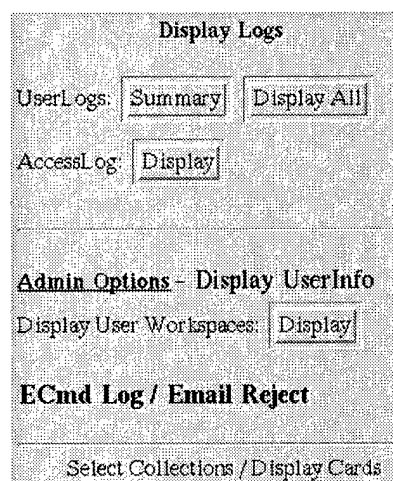 Display Logs
UserLogs: Summary Display All
AccessLog: Display
Admin Options - Display UserInfo
Display User Workspaces: Display
ECmd Log / Email Reject
Select Collections / Display Cards